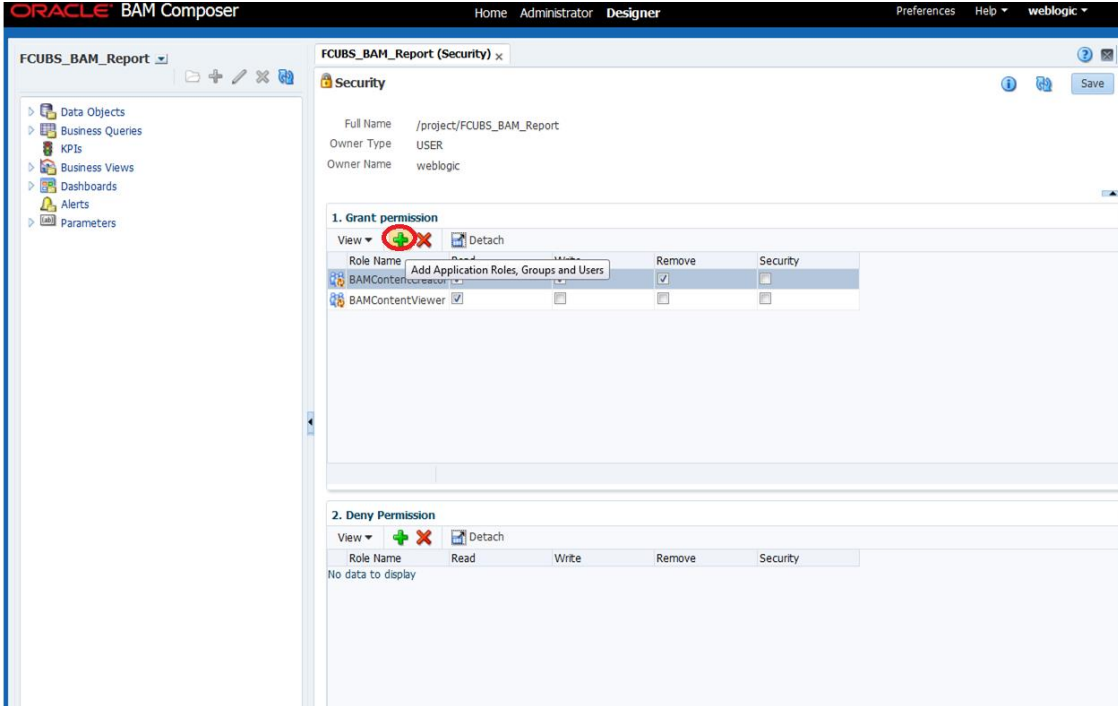 ORACLE BAM Composer
Home Administrator Designer
Preferences Help weblogic
FCUBS_BAM_Report
Data Objects
Business Queries
KPIs
Business Views
Dashboards
Alerts
Parameters
FCUBS_BAM_Report (Security)
Security
Save
Full Name /project/FCUBS_BAM_Report
Owner Type USER
Owner Name weblogic
1. Grant permission
View Detach
Role Name Read Write Remove Security
Add Application Roles, Groups and Users
BAMContentCreator
BAMContentViewer
2. Deny Permission
View Detach
Role Name Read Write Remove Security
No data to display